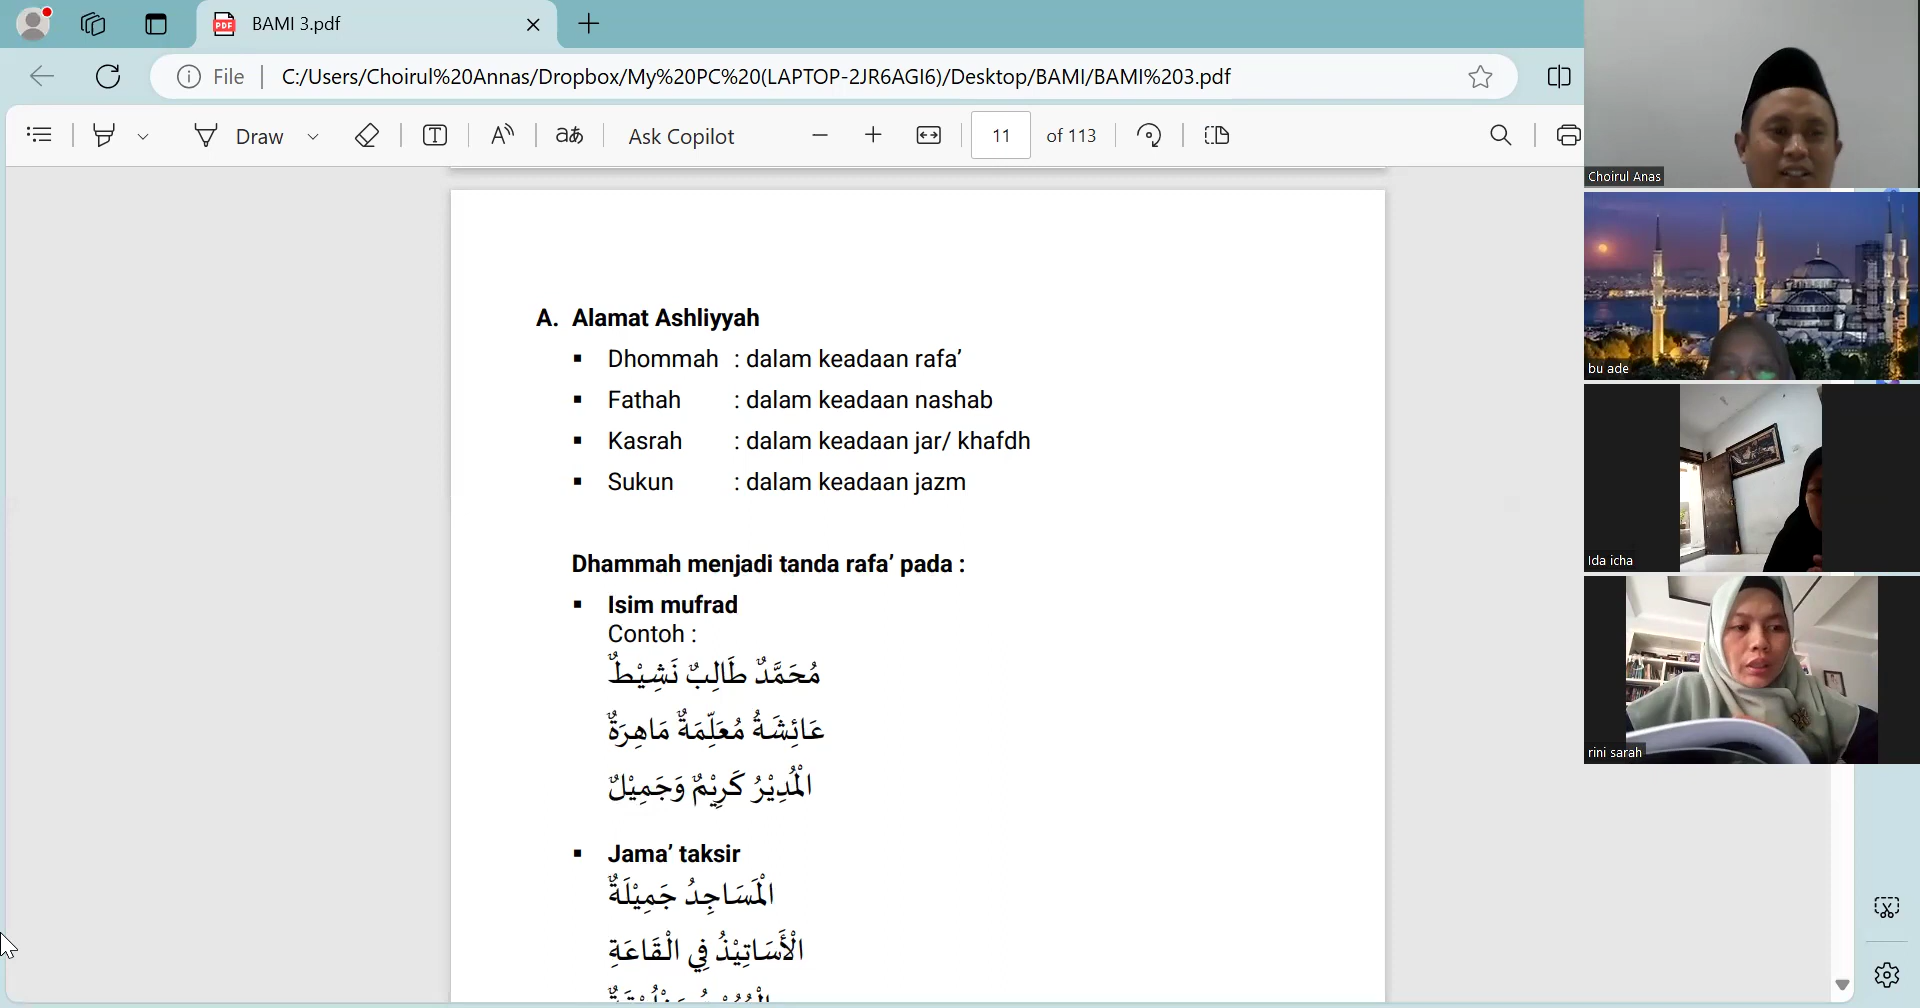 BAMI 3.pdf
File
C:/Users/Choirul%20Annas/Dropbox/My%20PC%20(LAPTOP-2JR6AGI6)/Desktop/BAMI/BAMI%203.pdf
Draw
aあ
Ask Copilot
11 of 113
A. Alamat Ashliyyah
▪ Dhommah : dalam keadaan rafa’
▪ Fathah : dalam keadaan nashab
▪ Kasrah : dalam keadaan jar/ khafdh
▪ Sukun : dalam keadaan jazm
Dhammah menjadi tanda rafa’ pada :
▪ Isim mufrad
Contoh :
مُحَمَّدٌ طَالِبٌ نَشِيْطٌ
عَائِشَةُ مُعَلِّمَةٌ مَاهِرَةٌ
الْمُدِيْرُ كَرِيْمٌ وَجَمِيْلٌ
▪ Jama’ taksir
الْمَسَاجِدُ جَمِيْلَةٌ
الْأَسَاتِيْذُ فِي الْقَاعَةِ
Choirul Anas
bu ade
Ida icha
rini sarah